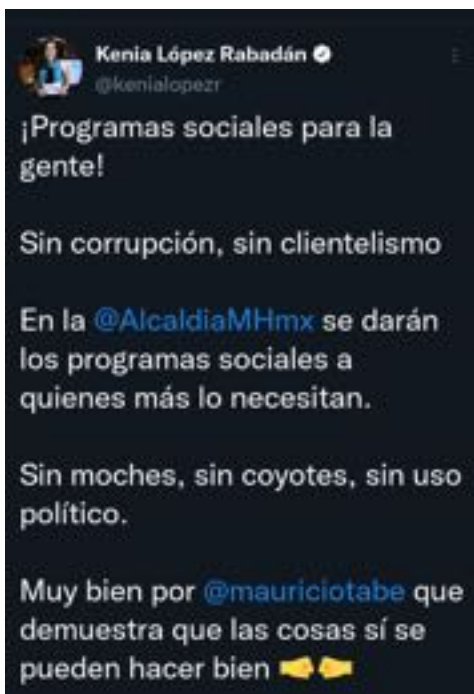 Kenia López Rabadán
@kenialopezr
¡Programas sociales para la
gente!
Sin corrupción, sin clientelismo
En la @AlcaldiaMHmx se darán
los programas sociales a
quienes más lo necesitan.
Sin moches, sin coyotes, sin uso
político.
Muy bien por @mauriciotabe que
demuestra que las cosas sí se
pueden hacer bien 🤜🤛